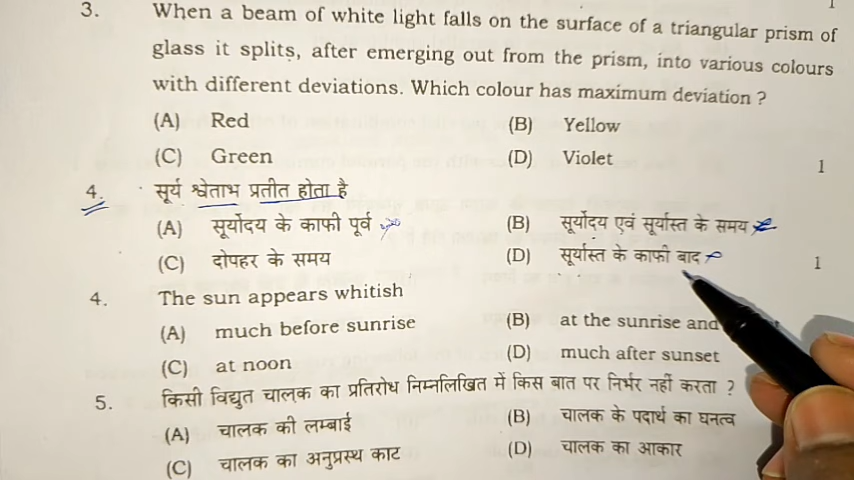 1
3. When a beam of white light falls on the surface of a triangular prism of
glass it splits, after emerging out from the prism, into various colours
with different deviations. Which colour has maximum deviation ?
(A) Red (B) Yellow
(C) Green (D) Violet 1
4. सूर्य श्वेताभ प्रतीत होता है
(A) सूर्योदय के काफी पूर्व (B) सूर्योदय एवं सूर्यास्त के समय
(C) दोपहर के समय (D) सूर्यास्त के काफी बाद 1
4. The sun appears whitish
(A) much before sunrise (B) at the sunrise and
(C) at noon (D) much after sunset
5. किसी विद्युत चालक का प्रतिरोध निम्नलिखित में किस बात पर निर्भर नहीं करता ?
(A) चालक की लम्बाई (B) चालक के पदार्थ का घनत्व
(C) चालक का अनुप्रस्थ काट (D) चालक का आकार